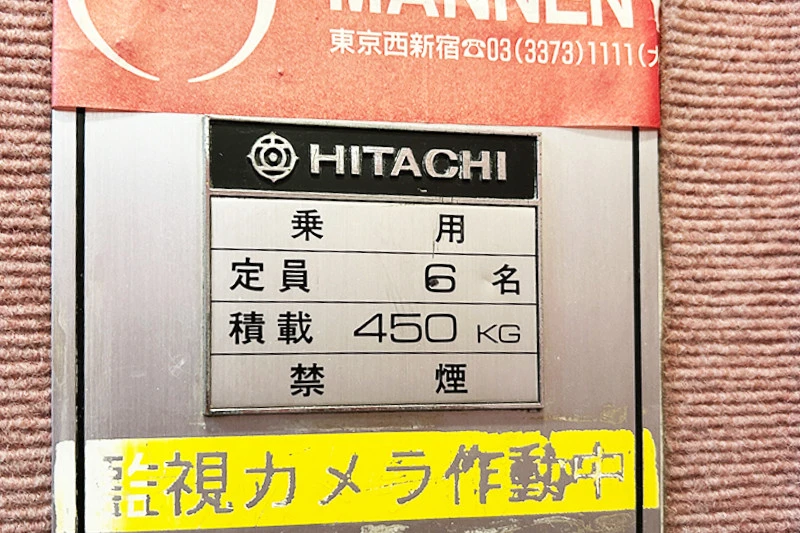 MANNEN
東京西新宿☎03(3373)1111(
HITACHI
乗用
定員 6 名
積載 450 KG
禁煙
監視カメラ作動中